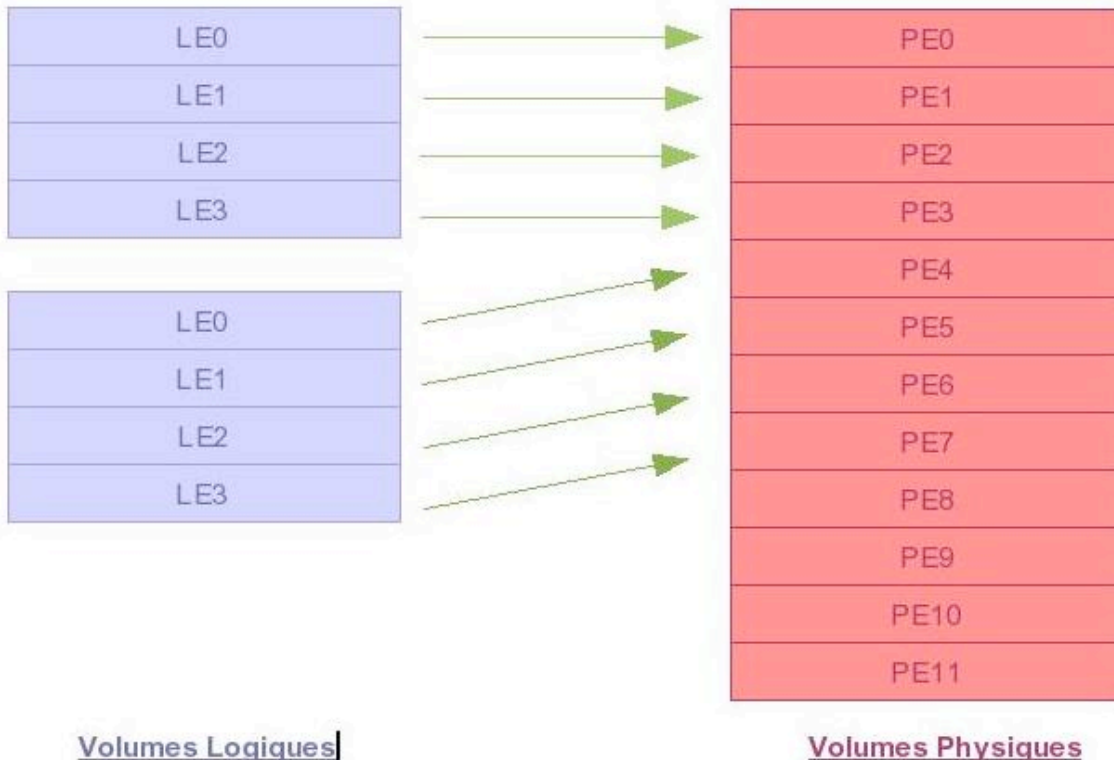 LE0
LE1
LE2
LE3
LE0
LE1
LE2
LE3
Volumes Logiques
PE0
PE1
PE2
PE3
PE4
PE5
PE6
PE7
PE8
PE9
PE10
PE11
Volumes Physiques